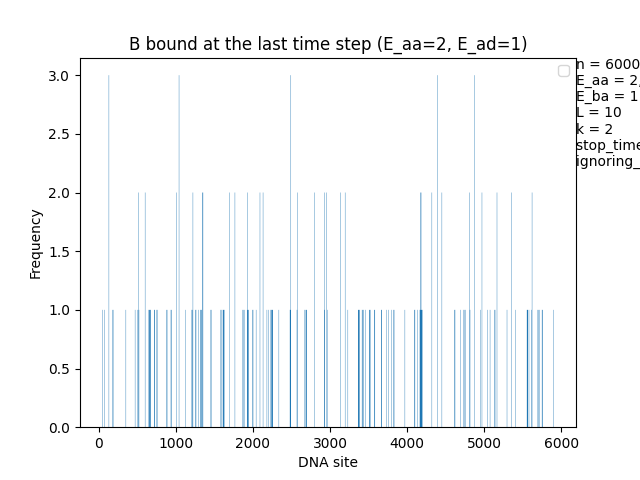 B bound at the last time step (E_aa=2, E_ad=1)
n = 6000
E_aa = 2,
E_ba = 1
L = 10
k = 2
stop_time
ignoring_
Frequency
3.0
2.5
2.0
1.5
1.0
0.5
0.0
0 1000 2000 3000 4000 5000 6000
DNA site